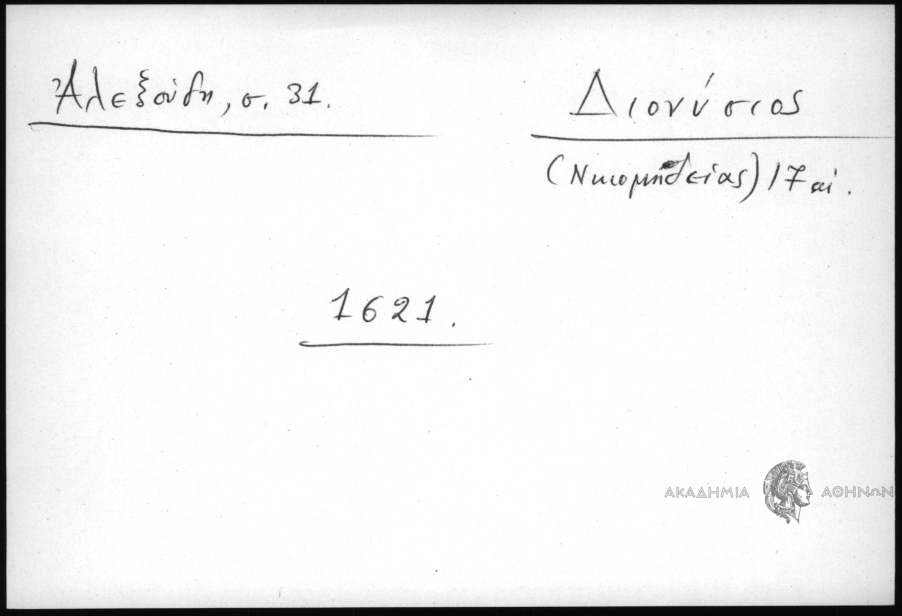 Ἀλεξούδη, σ. 31.
Διονύσιος
(Νικομηδείας) 17 αἰ.
1621.
ΑΚΑΔΗΜΙΑ ΑΘΗΝΩΝ